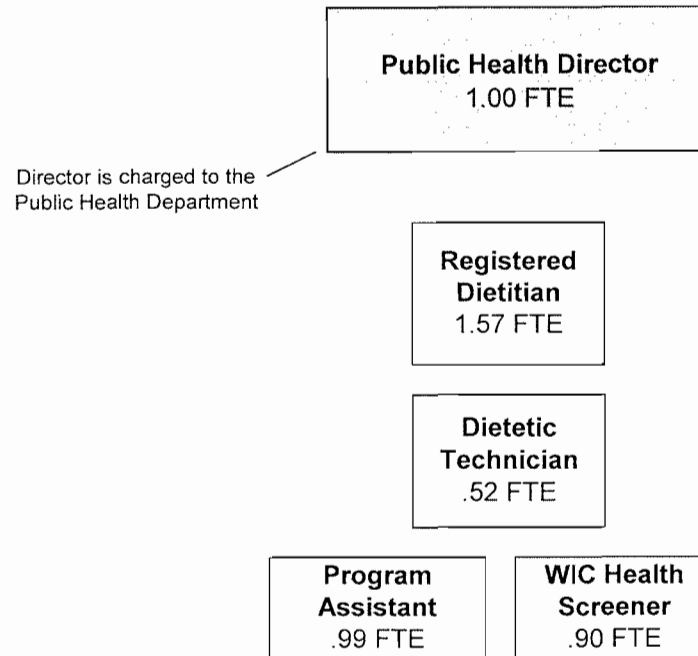 Public Health Director
1.00 FTE
Director is charged to the
Public Health Department
Registered
Dietitian
1.57 FTE
Dietetic
Technician
.52 FTE
Program
Assistant
.99 FTE
WIC Health
Screener
.90 FTE